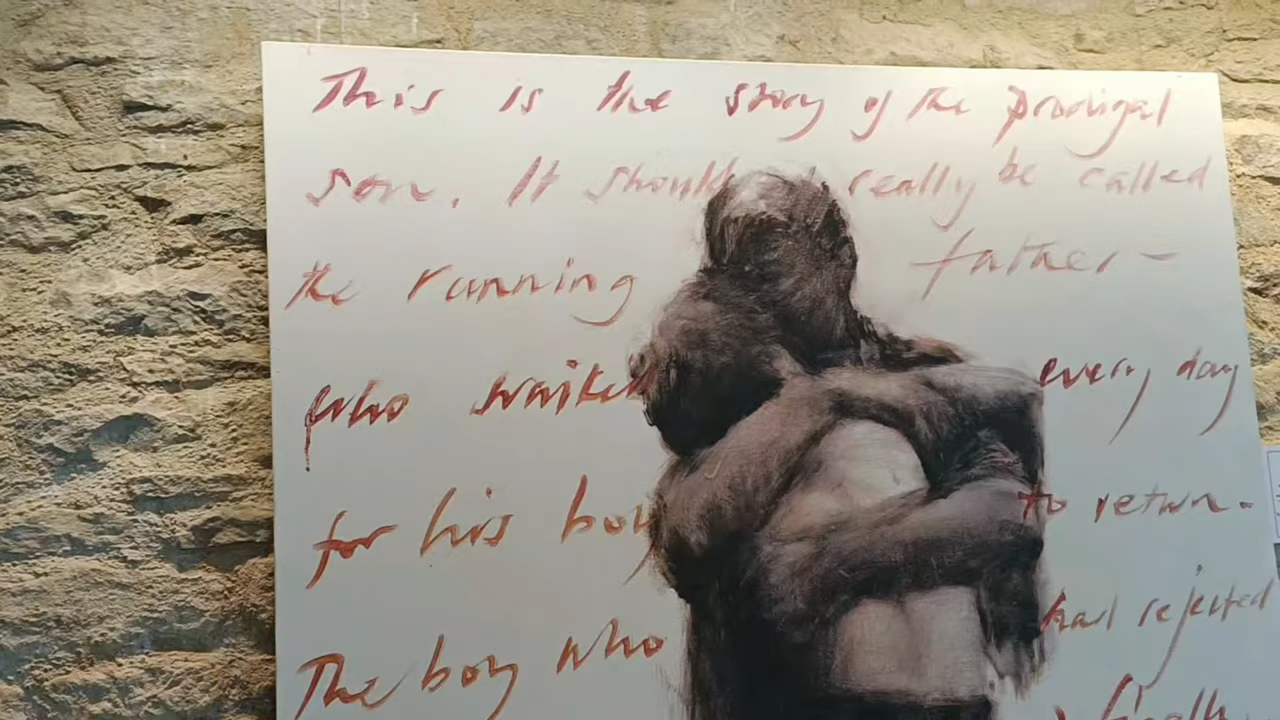 This is the story of the prodigal
son. It should really be called
the running father -
who waited every day
for his boy to return.
The boy who had rejected
finally